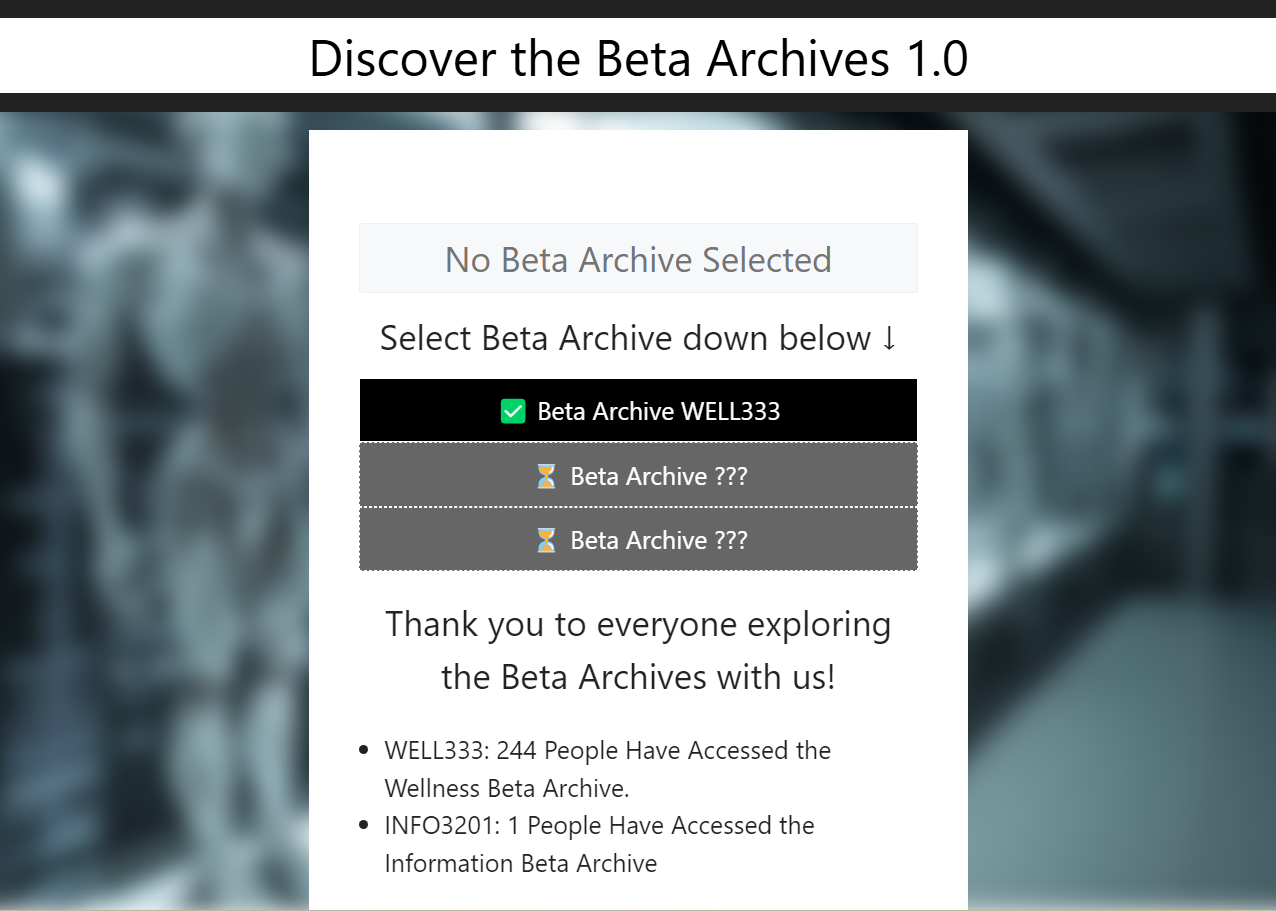 Discover the Beta Archives 1.0
No Beta Archive Selected
Select Beta Archive down below ↓
✅ Beta Archive WELL333
⌛ Beta Archive ???
⌛ Beta Archive ???
Thank you to everyone exploring
the Beta Archives with us!
• WELL333: 244 People Have Accessed the
Wellness Beta Archive.
• INFO3201: 1 People Have Accessed the
Information Beta Archive